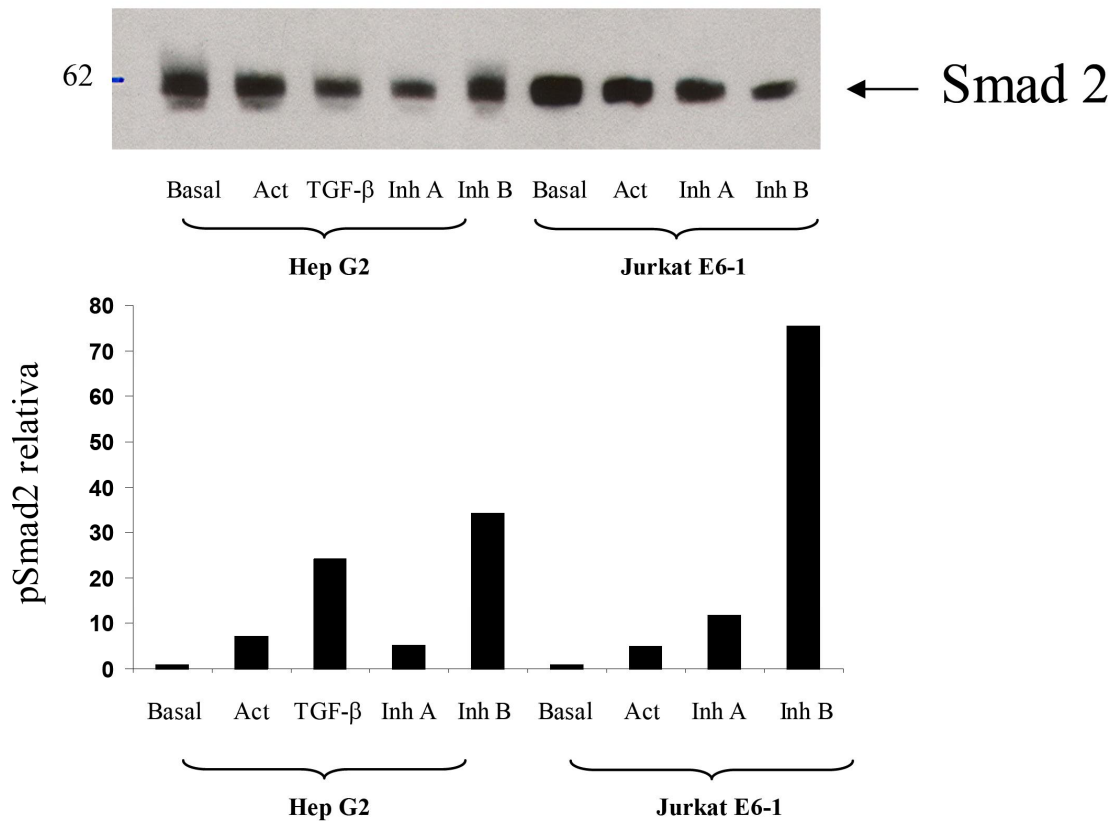 62
Smad 2
Basal Act TGF-β Inh A Inh B Basal Act Inh A Inh B
Hep G2 Jurkat E6-1
pSmad2 relativa
80
70
60
50
40
30
20
10
0
Basal Act TGF-β Inh A Inh B Basal Act Inh A Inh B
Hep G2 Jurkat E6-1